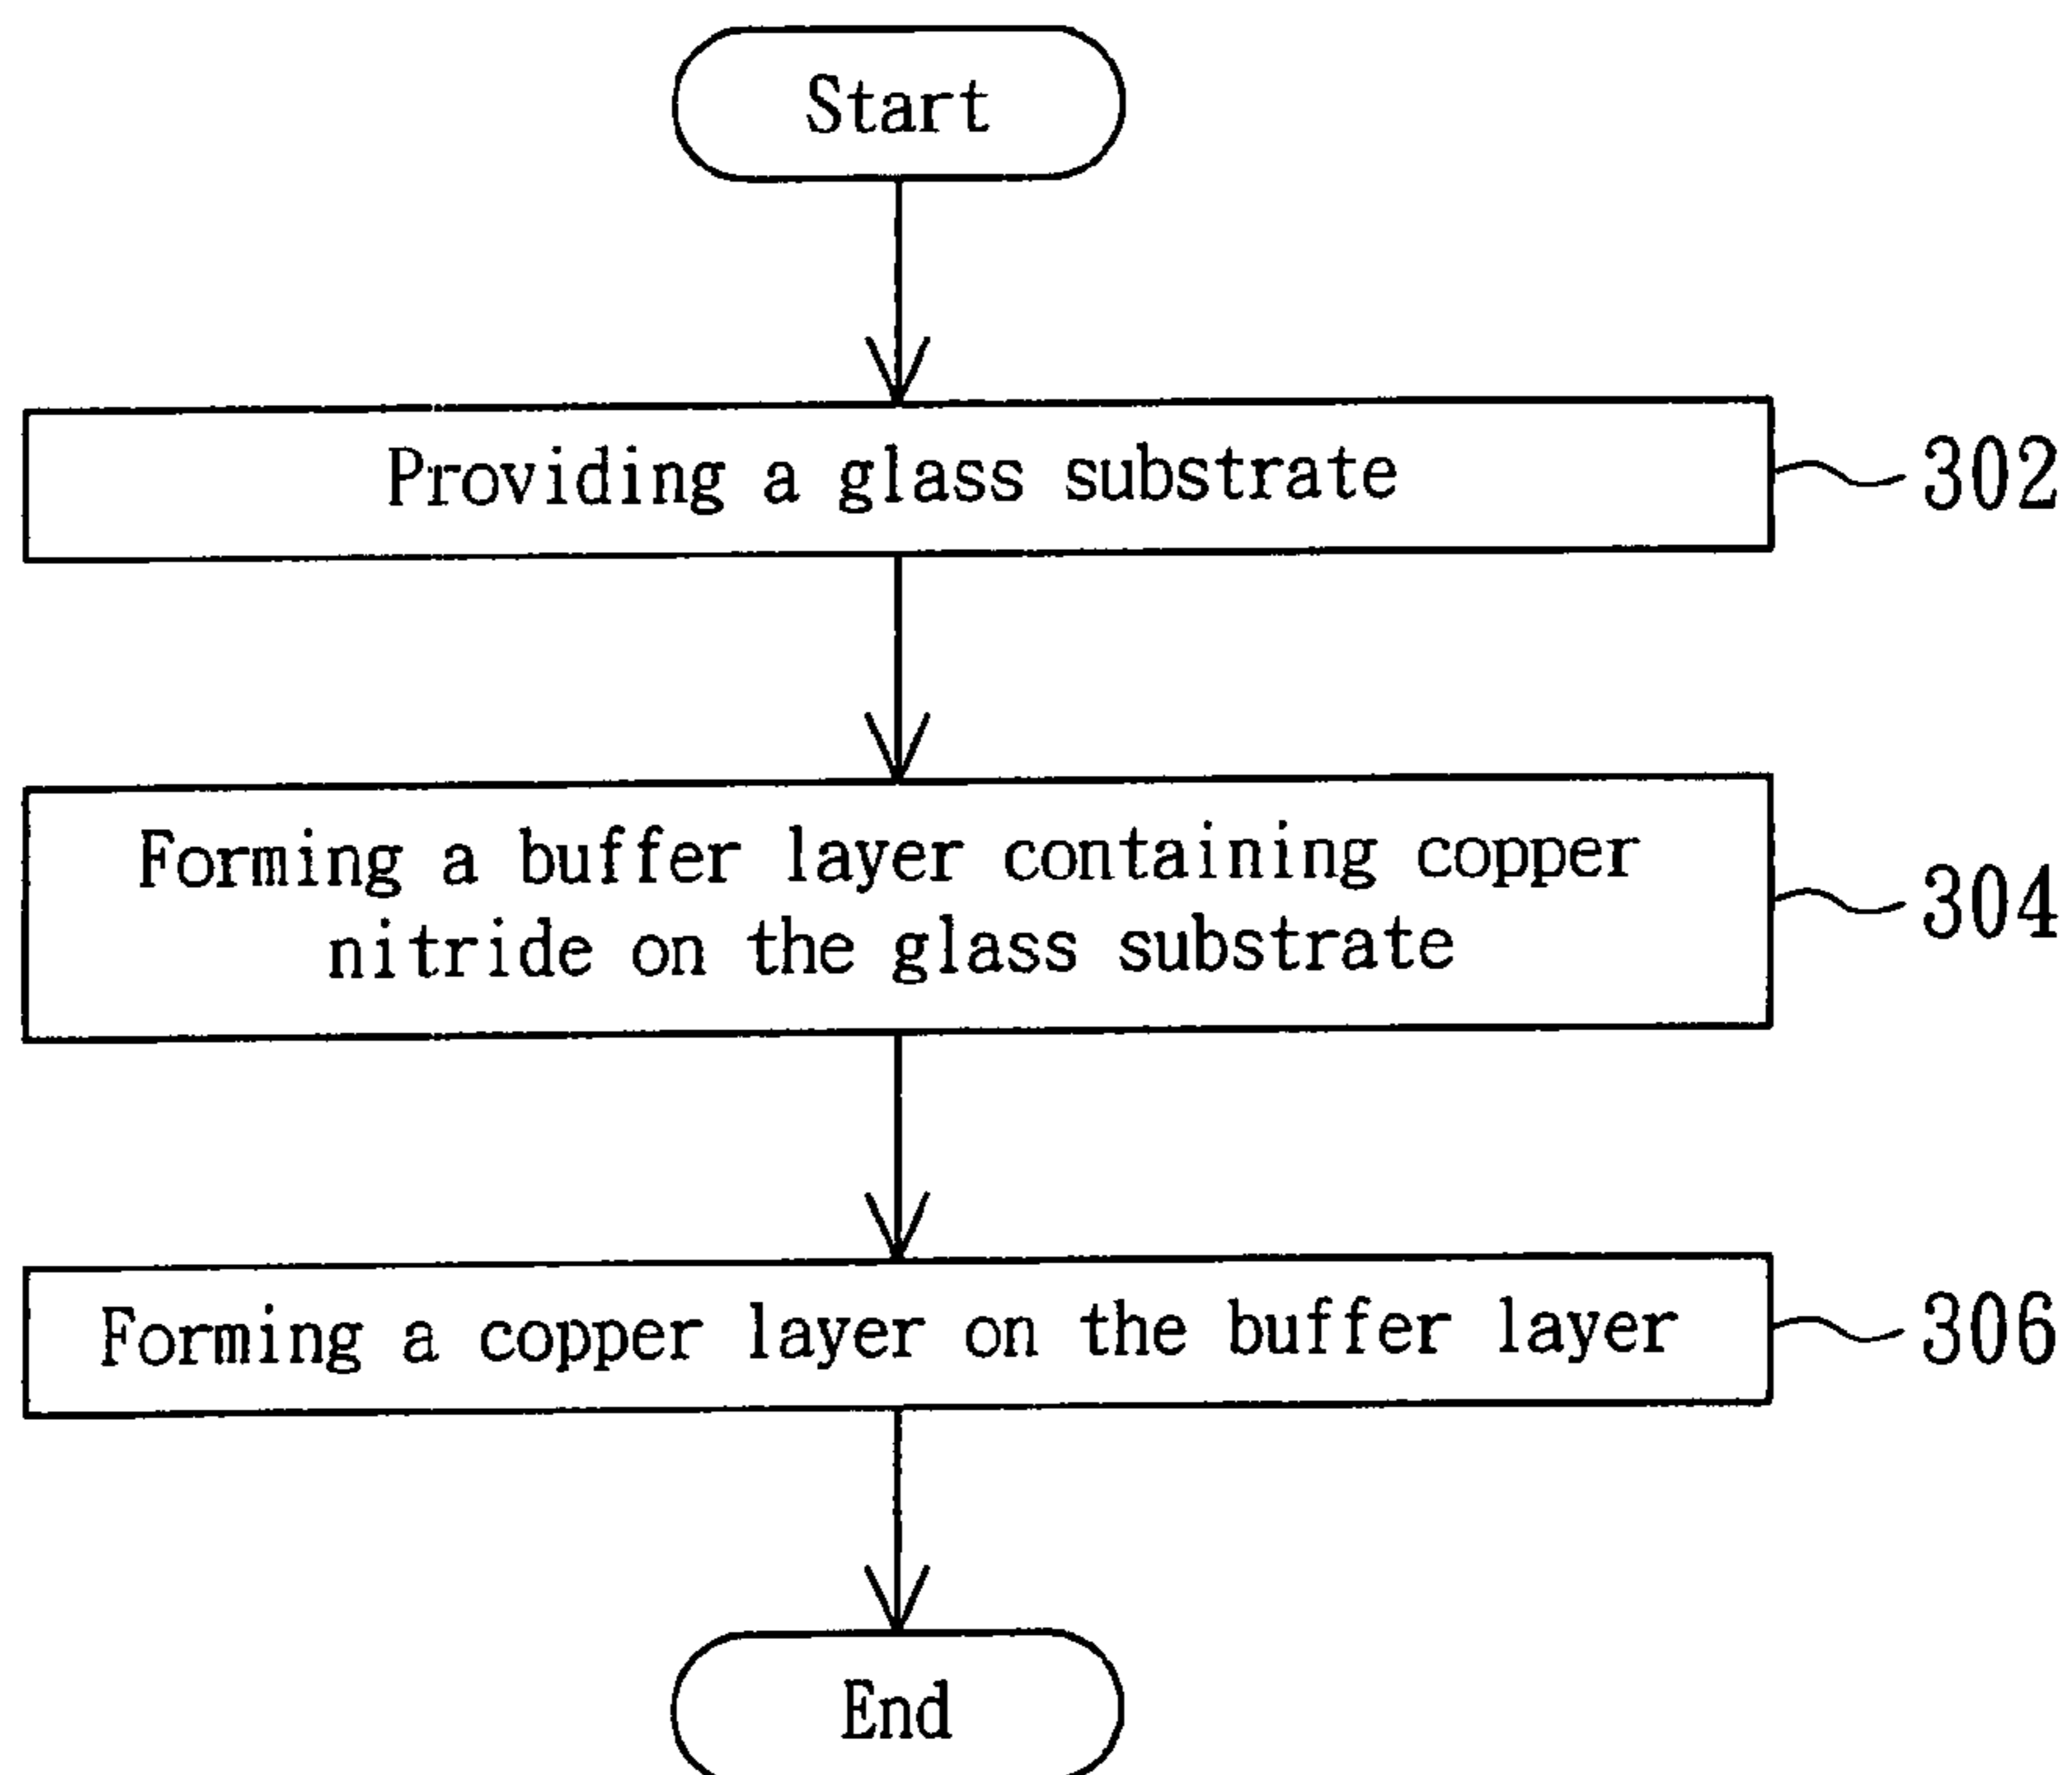 Start
Providing a glass substrate
302
Forming a buffer layer containing copper
nitride on the glass substrate
304
Forming a copper layer on the buffer layer
306
End